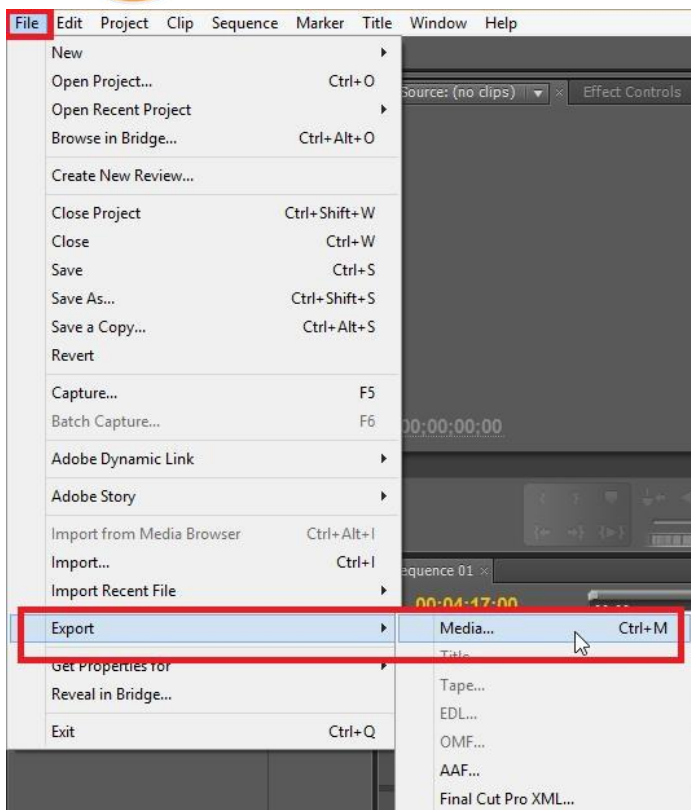 File Edit Project Clip Sequence Marker Title Window Help
New
Open Project... Ctrl+O
Open Recent Project
Browse in Bridge... Ctrl+Alt+O
Create New Review...
Close Project Ctrl+Shift+W
Close Ctrl+W
Save Ctrl+S
Save As... Ctrl+Shift+S
Save a Copy... Ctrl+Alt+S
Revert
Capture... F5
Batch Capture... F6
Adobe Dynamic Link
Adobe Story
Import from Media Browser Ctrl+Alt+I
Import... Ctrl+I
Import Recent File
Export
Get Properties for
Reveal in Bridge...
Exit Ctrl+Q
Source: (no clips) Effect Controls
00;00;00;00
equence 01
00:04:17:00
Media... Ctrl+M
Title...
Tape...
EDL...
OMF...
AAF...
Final Cut Pro XML...